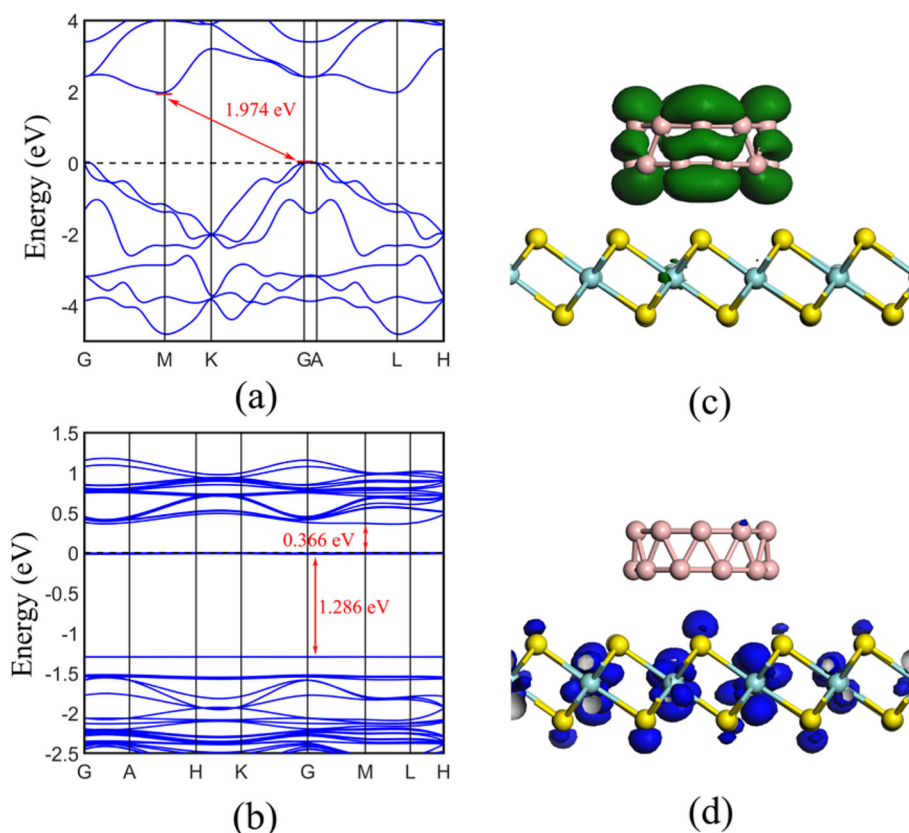 4
2
0
-2
-4
Energy (eV)
1.974 eV
G M K GA L H
(a)
(c)
1.5
1
0.5
0
-0.5
-1
-1.5
-2
-2.5
Energy (eV)
0.366 eV
1.286 eV
G A H K G M L H
(b)
(d)